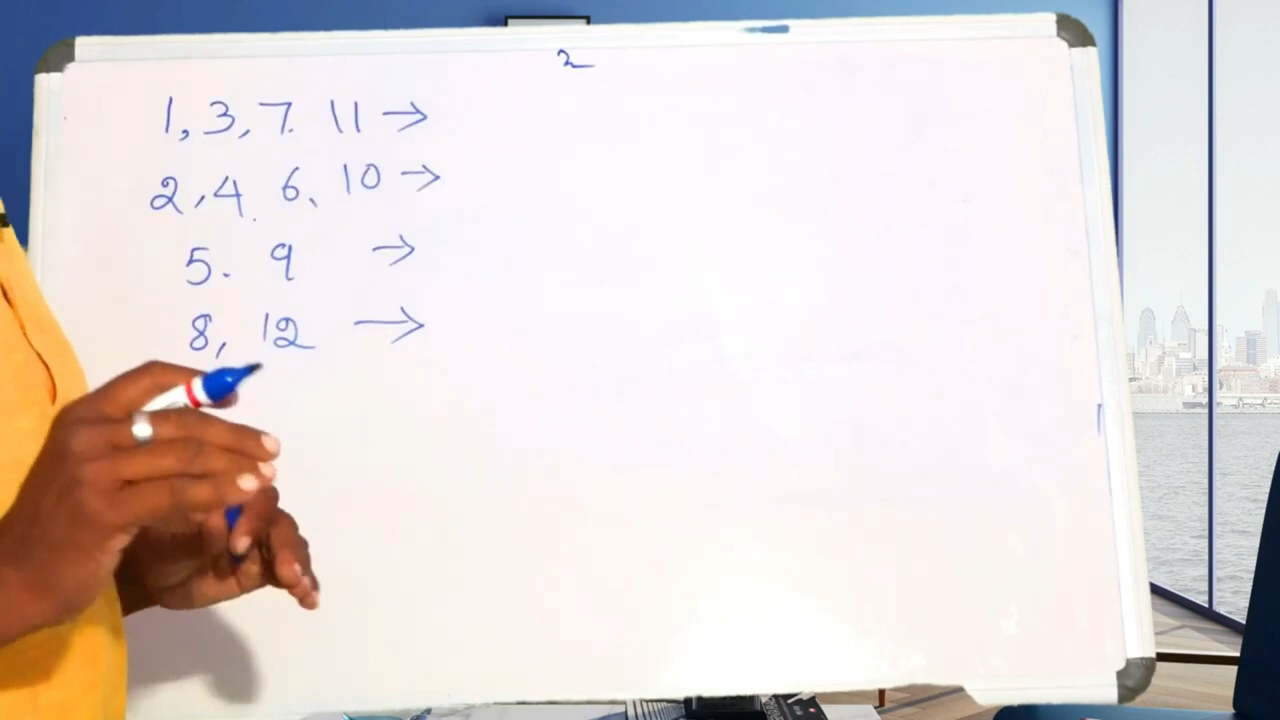 2
1, 3, 7. 11 →
2, 4. 6, 10 →
5. 9 →
8, 12 →